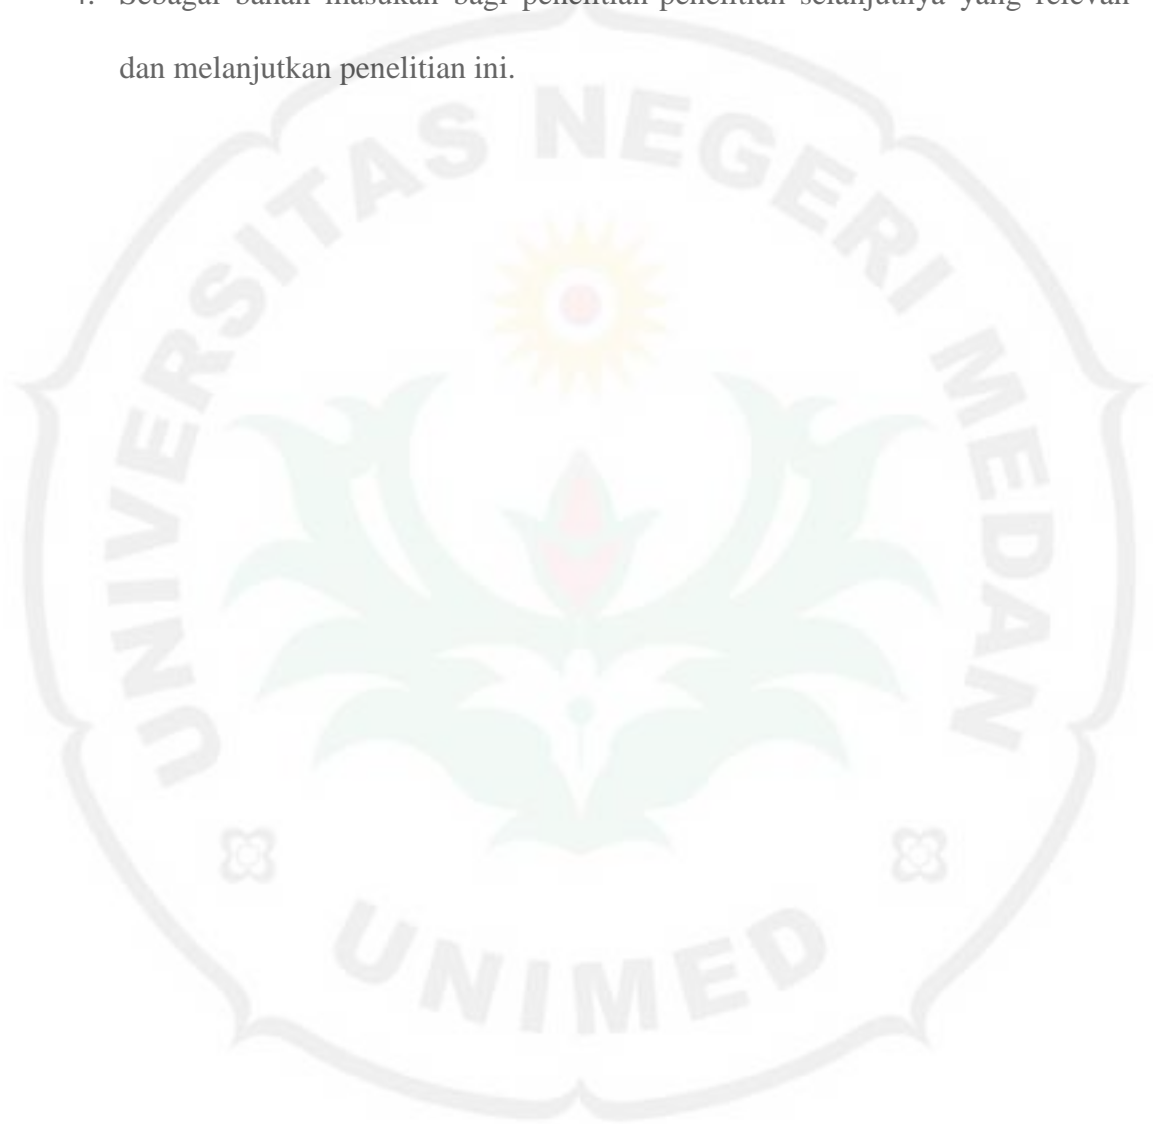 4. Sebagai bahan masukan bagi penelitian-penelitian selanjutnya yang relevan
dan melanjutkan penelitian ini.
UNIVERSITAS NEGERI MEDAN
UNIMED